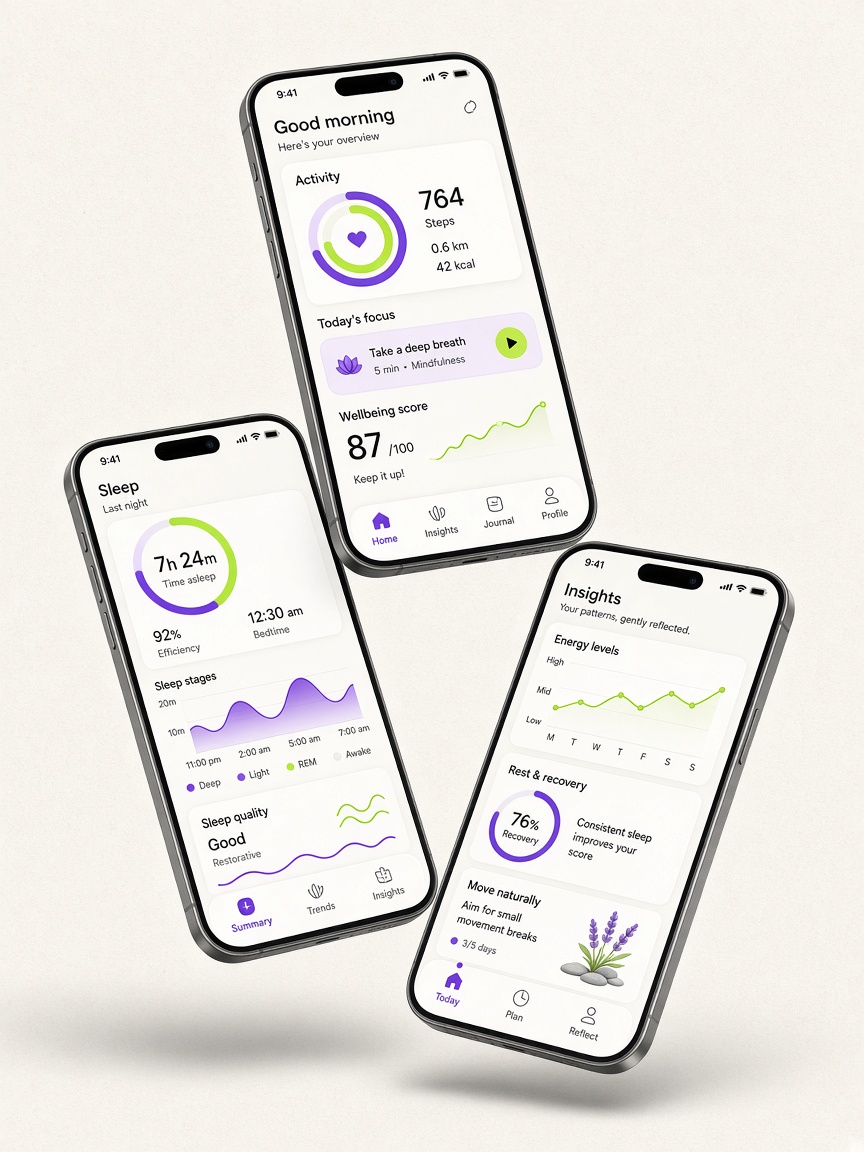 9:41
Good morning
Here's your overview
Activity
764
Steps
0.6 km
42 kcal
Today's focus
Take a deep breath
5 min • Mindfulness
Wellbeing score
87 /100
Keep it up!
Home
Insights
Journal
Profile
9:41
Sleep
Last night
7h 24m
Time asleep
92%
Efficiency
12:30 am
Bedtime
Sleep stages
20m
10m
11:00 pm
2:00 am
5:00 am
7:00 am
Deep
Light
REM
Awake
Sleep quality
Good
Restorative
Summary
Trends
Insights
9:41
Insights
Your patterns, gently reflected.
Energy levels
High
Mid
Low
M T W T F S S
Rest & recovery
76%
Recovery
Consistent sleep
improves your
score
Move naturally
Aim for small
movement breaks
3/5 days
Today
Plan
Reflect